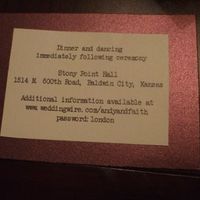 Dinner and dancing
immediately following ceremony
Stony Point Hall
1514 N 600th Road, Baldwin City, Kansas
Additional information available at
www.weddingwire.com/andyandfaith
password:london